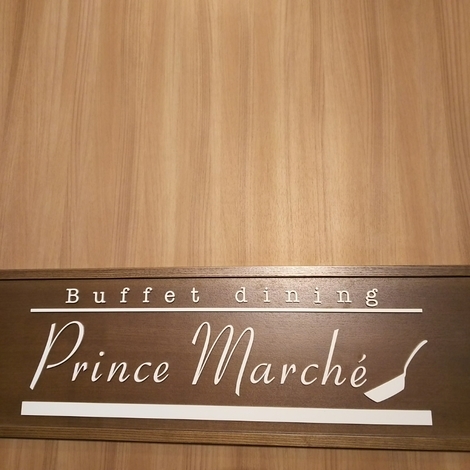 Buffet dining
Prince Marché